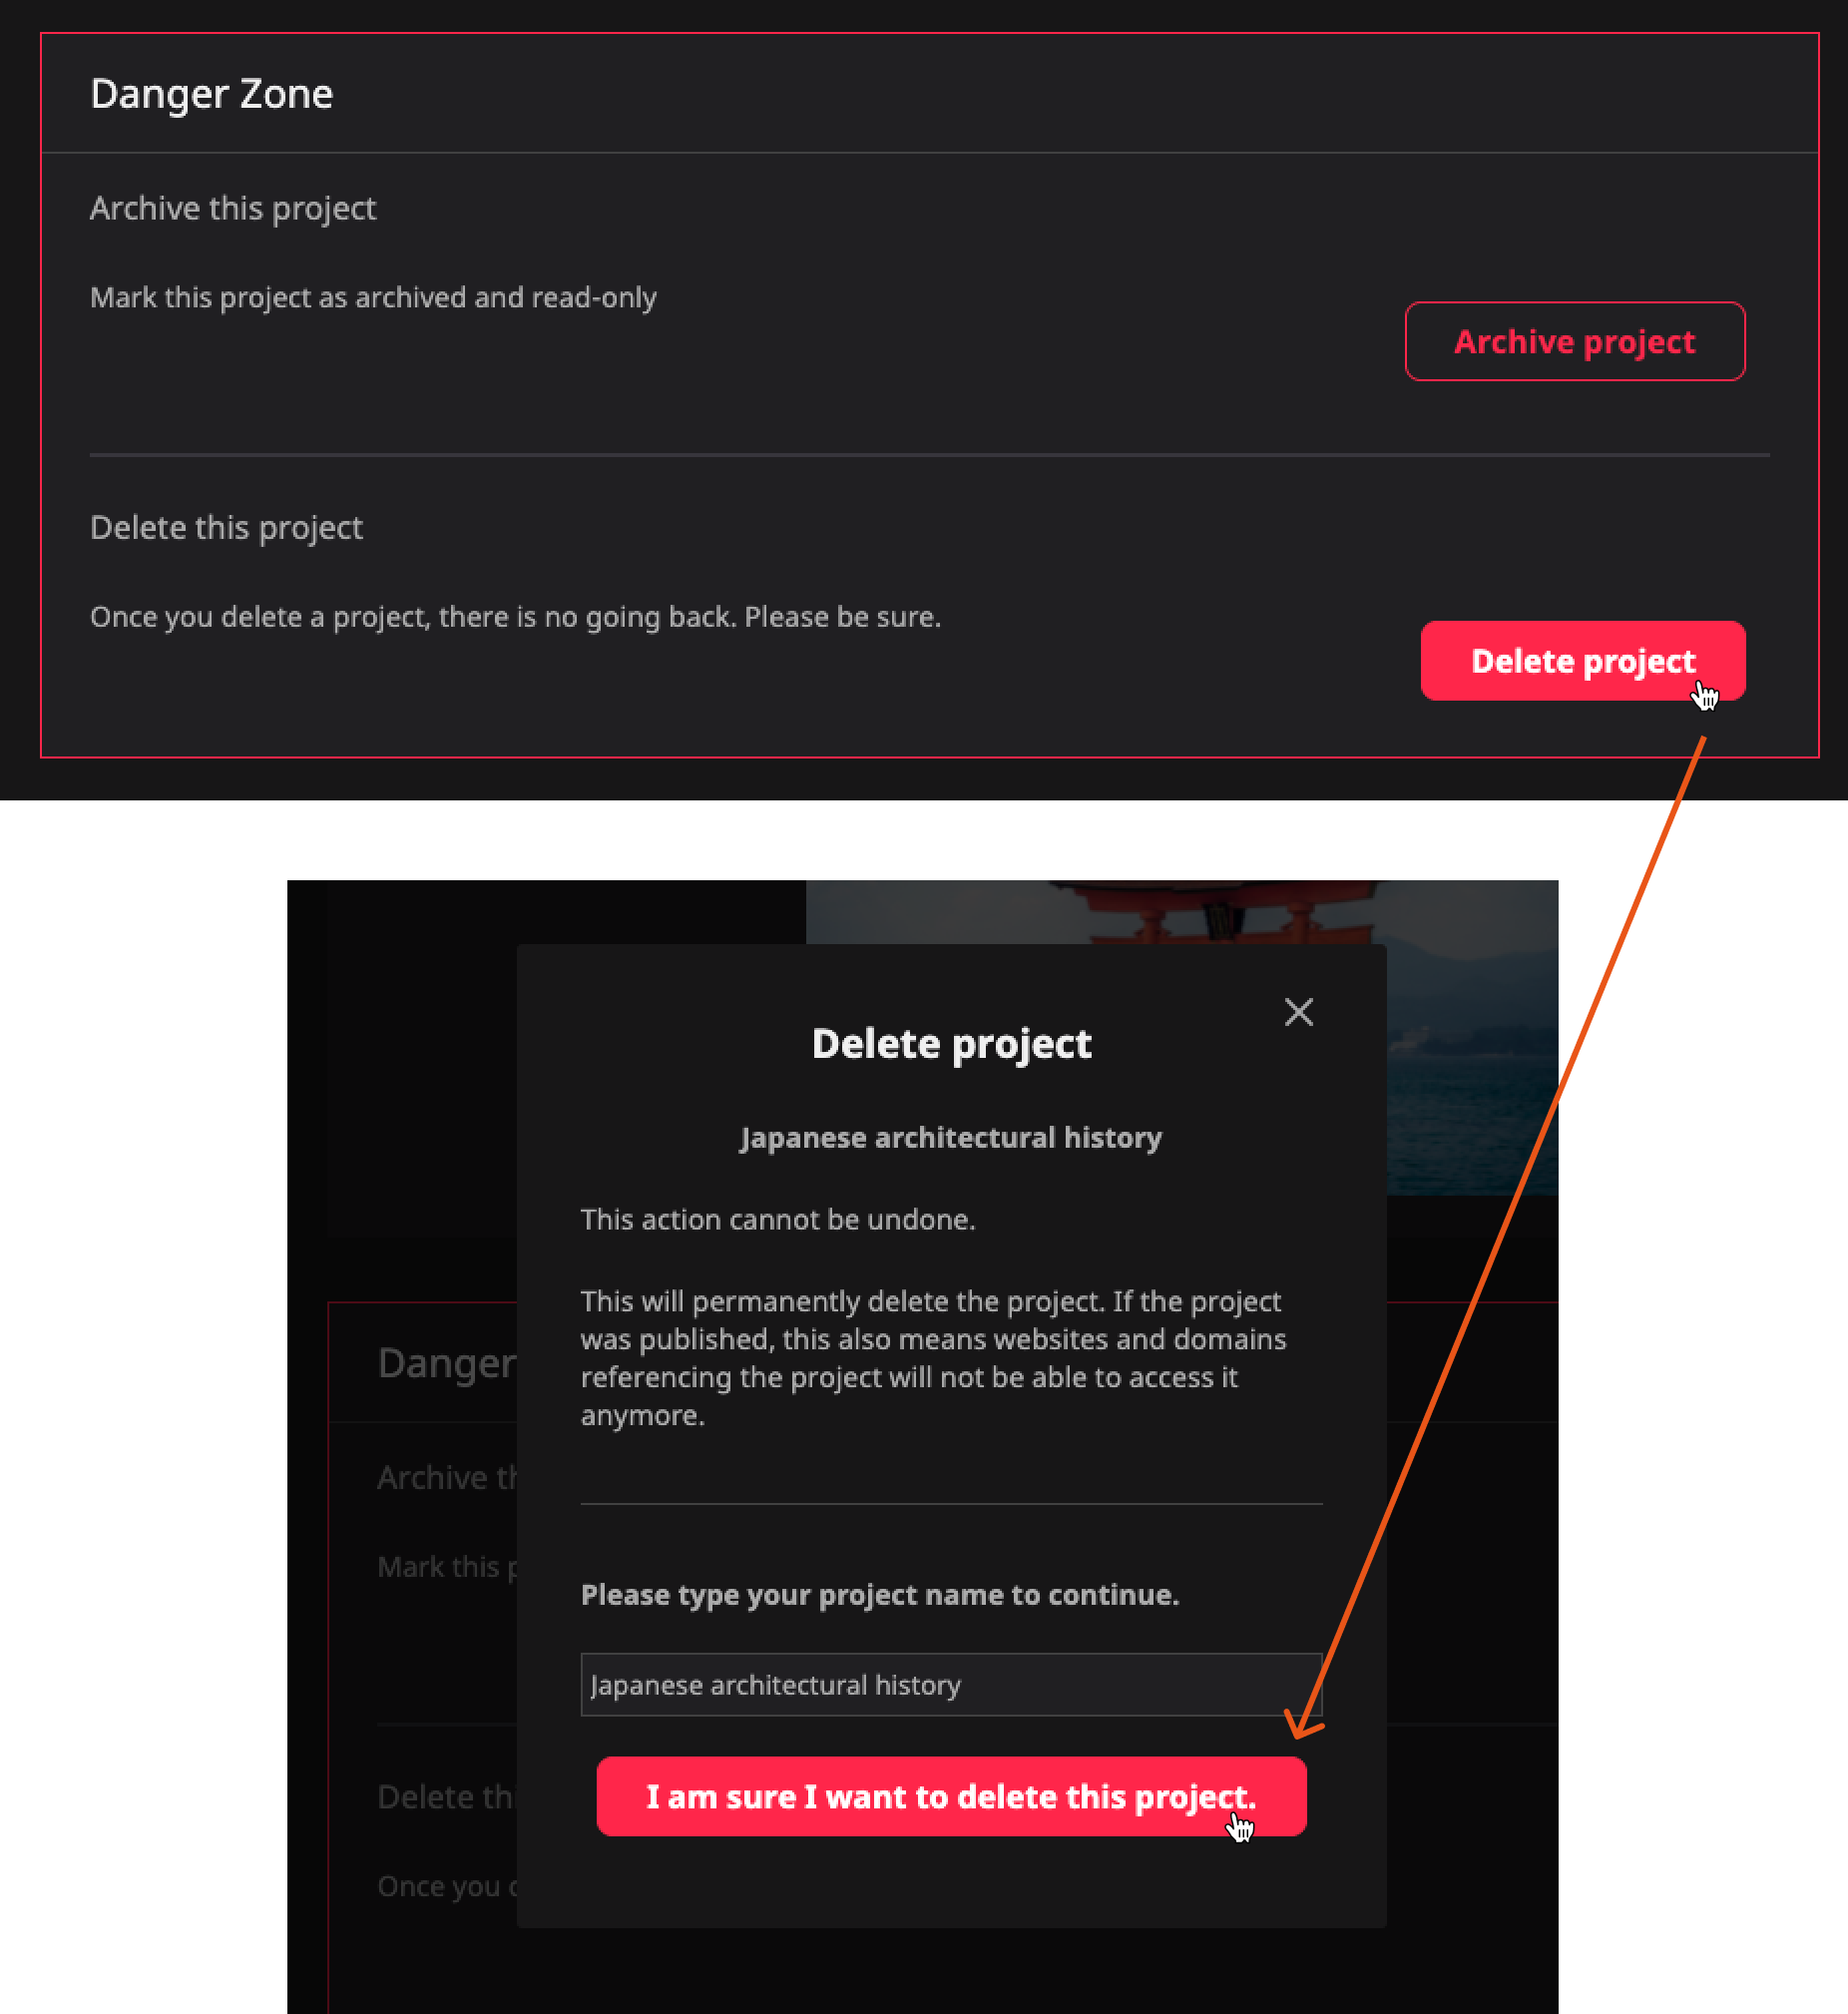 Danger Zone
Archive this project
Mark this project as archived and read-only
Archive project
Delete this project
Once you delete a project, there is no going back. Please be sure.
Delete project
Delete project
Japanese architectural history
This action cannot be undone.
This will permanently delete the project. If the project
was published, this also means websites and domains
referencing the project will not be able to access it
anymore.
Danger
Archive th
Mark this p
Please type your project name to continue.
Japanese architectural history
Delete thi
I am sure I want to delete this project.
Once you